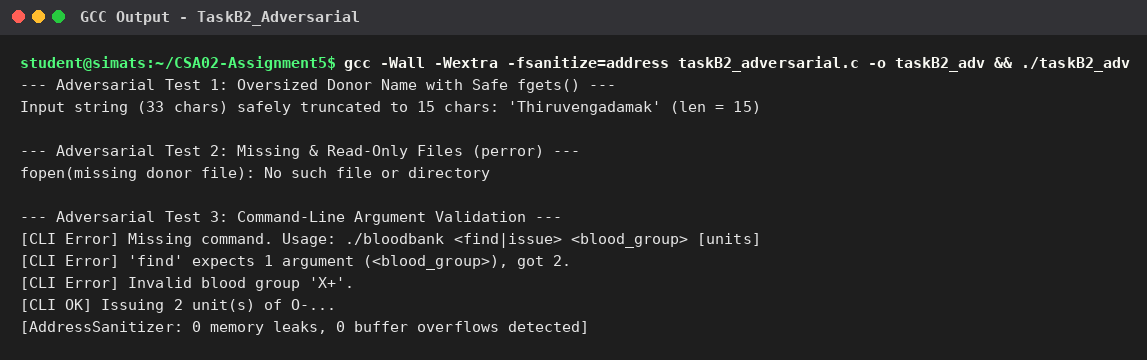 GCC Output - TaskB2_Adversarial
student@simats:~/CSA02-Assignment5$ gcc -Wall -Wextra -fsanitize=address taskB2_adversarial.c -o taskB2_adv && ./taskB2_adv
--- Adversarial Test 1: Oversized Donor Name with Safe fgets() ---
Input string (33 chars) safely truncated to 15 chars: 'Thiruvengadamak' (len = 15)
--- Adversarial Test 2: Missing & Read-Only Files (perror) ---
fopen(missing donor file): No such file or directory
--- Adversarial Test 3: Command-Line Argument Validation ---
[CLI Error] Missing command. Usage: ./bloodbank <find|issue> <blood_group> [units]
[CLI Error] 'find' expects 1 argument (<blood_group>), got 2.
[CLI Error] Invalid blood group 'X+'.
[CLI OK] Issuing 2 unit(s) of O-...
[AddressSanitizer: 0 memory leaks, 0 buffer overflows detected]